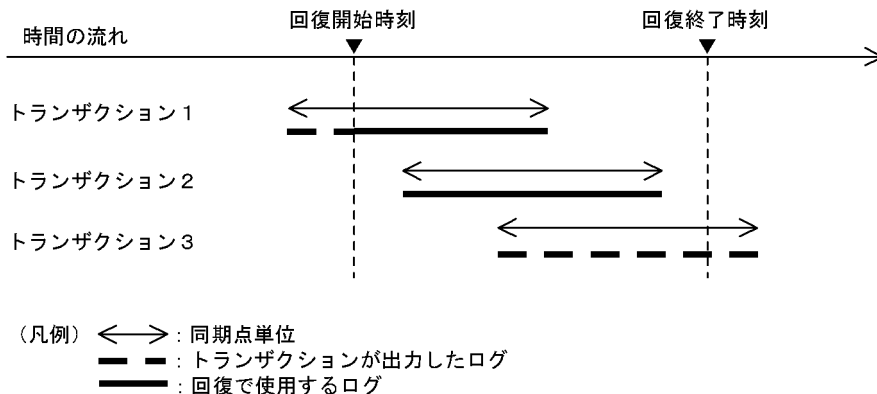 回復開始時刻
回復終了時刻
時間の流れ
トランザクション1
トランザクション2
トランザクション3
(凡例)
: 同期点単位
: トランザクションが出力したログ
: 回復で使用するログ